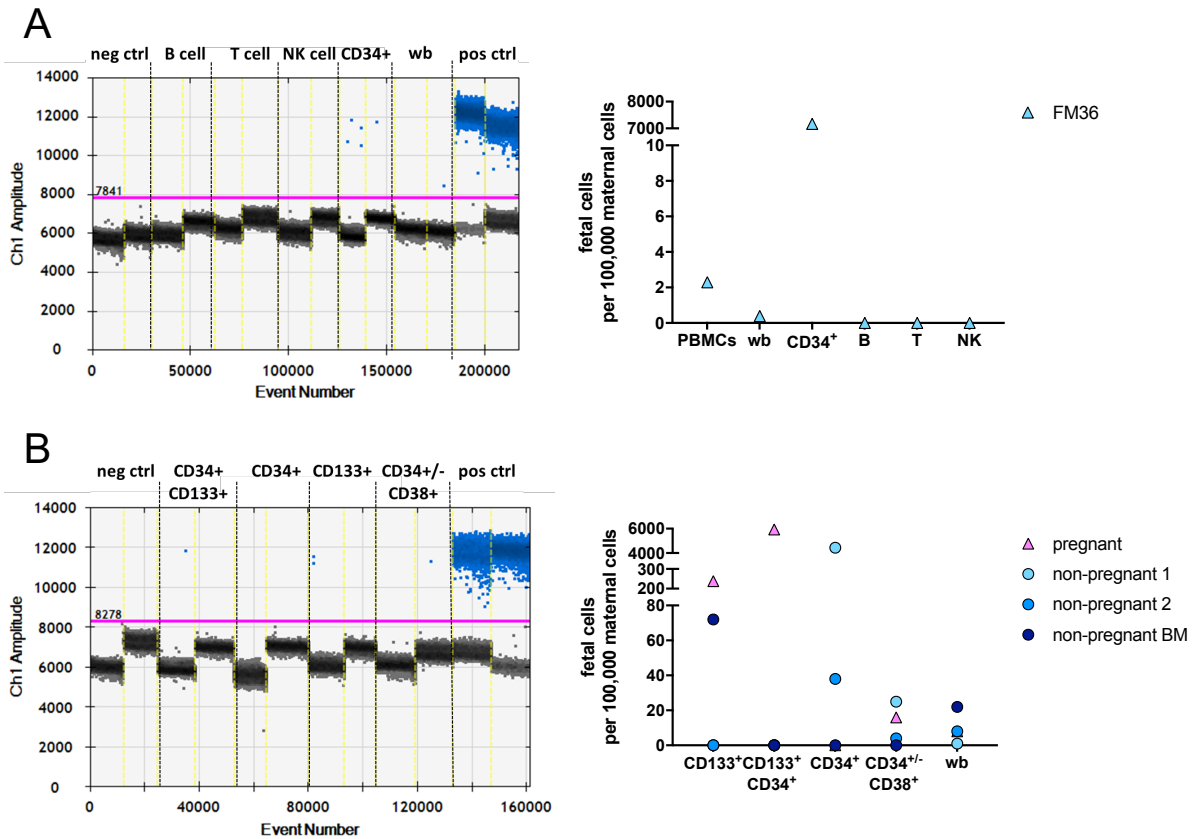 A
neg ctrl B cell T cell NK cell CD34+ wb pos ctrl
14000
12000
10000
8000
6000
4000
2000
0
7841
Ch1 Amplitude
0 50000 100000 150000 200000
Event Number
8000
7000
10
8
6
4
2
0
fetal cells
per 100,000 maternal cells
PBMCs wb CD34+ B T NK
FM36
B
neg ctrl CD34+ CD34+ CD133+ CD34+/- pos ctrl
CD133+ CD38+
14000
12000
10000
8000
6000
4000
2000
0
8278
Ch1 Amplitude
0 40000 80000 120000 160000
Event Number
6000
4000
300
200
80
60
40
20
0
fetal cells
per 100,000 maternal cells
CD133+ CD133+ CD34+ CD34+/- wb
CD34+ CD38+
pregnant
non-pregnant 1
non-pregnant 2
non-pregnant BM